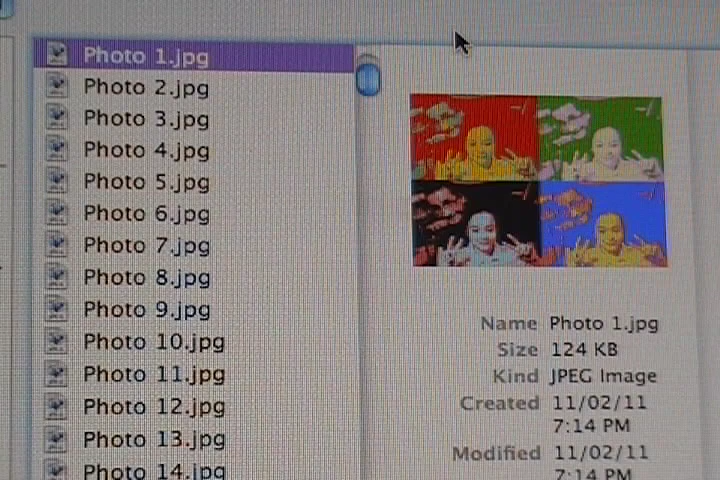 Photo 1.jpg
Photo 2.jpg
Photo 3.jpg
Photo 4.jpg
Photo 5.jpg
Photo 6.jpg
Photo 7.jpg
Photo 8.jpg
Photo 9.jpg
Photo 10.jpg
Photo 11.jpg
Photo 12.jpg
Photo 13.jpg
Photo 14.jpg
Name Photo 1.jpg
Size 124 KB
Kind JPEG Image
Created 11/02/11
7:14 PM
Modified 11/02/11
7:14 PM